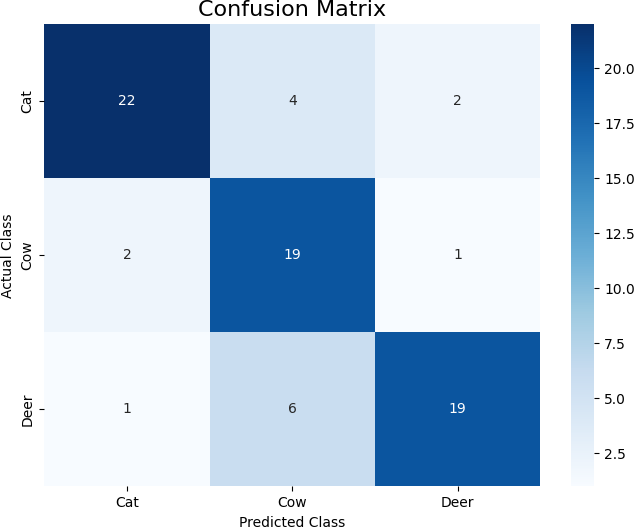 Confusion Matrix
Cat
22
4
2
20.0
17.5
15.0
12.5
10.0
7.5
5.0
2.5
Actual Class
Cow
2
19
1
Deer
1
6
19
Cat
Cow
Deer
Predicted Class